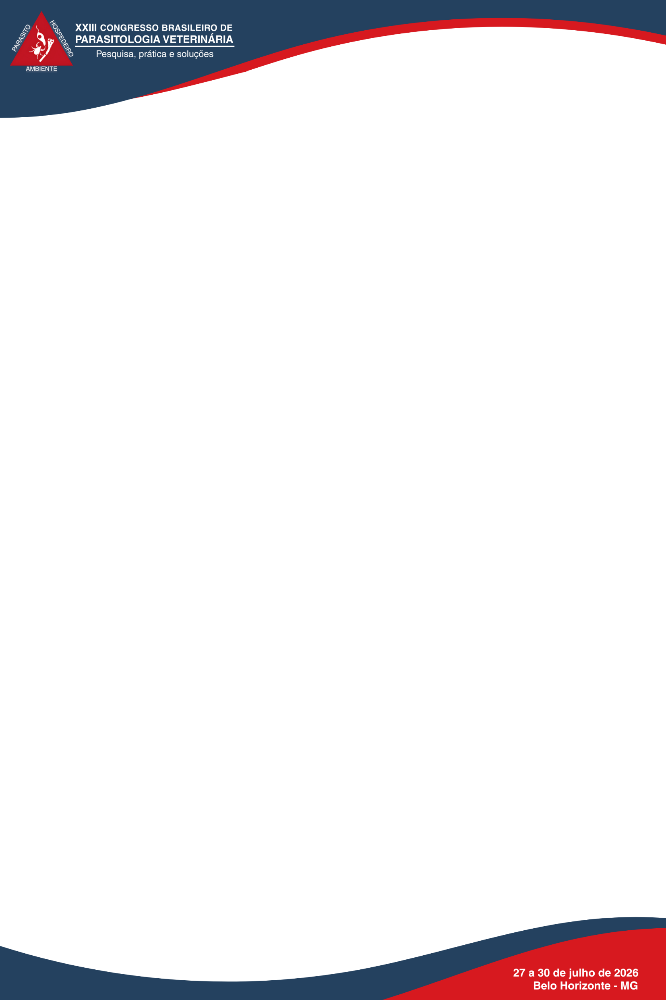 PARASITO
HOSPEDEIRO
AMBIENTE
XXIII CONGRESSO BRASILEIRO DE
PARASITOLOGIA VETERINÁRIA
Pesquisa, prática e soluções
27 a 30 de julho de 2026
Belo Horizonte - MG